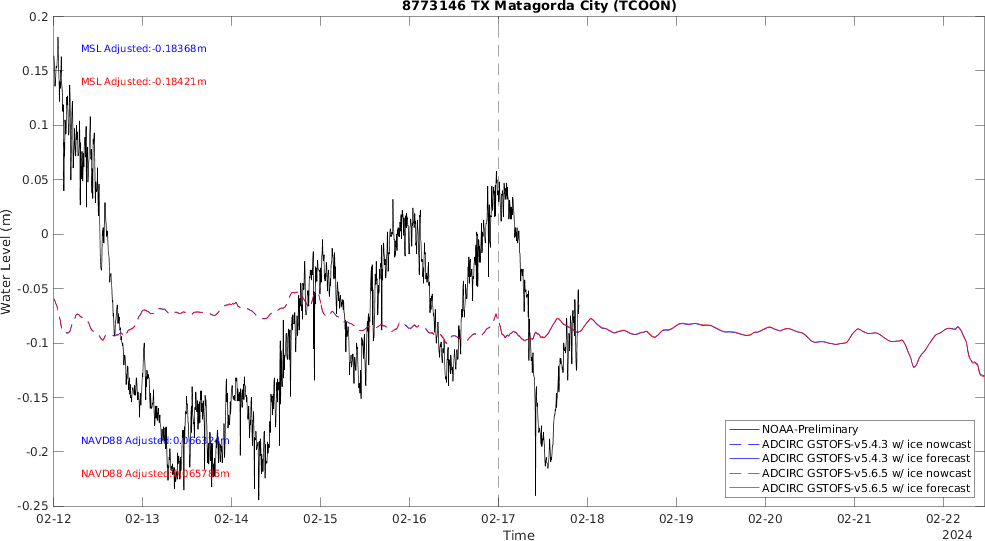 8773146 TX Matagorda City (TCOON)
0.2
0.15
0.1
0.05
0
-0.05
-0.1
-0.15
-0.2
-0.25
Water Level (m)
MSL Adjusted:-0.18368m
MSL Adjusted:-0.18421m
NAVD88 Adjusted:0.066324m
NAVD88 Adjusted:0.065786m
NOAA-Preliminary
ADCIRC GSTOFS-v5.4.3 w/ ice nowcast
ADCIRC GSTOFS-v5.4.3 w/ ice forecast
ADCIRC GSTOFS-v5.6.5 w/ ice nowcast
ADCIRC GSTOFS-v5.6.5 w/ ice forecast
02-12 02-13 02-14 02-15 02-16 02-17 02-18 02-19 02-20 02-21 02-22
Time
2024